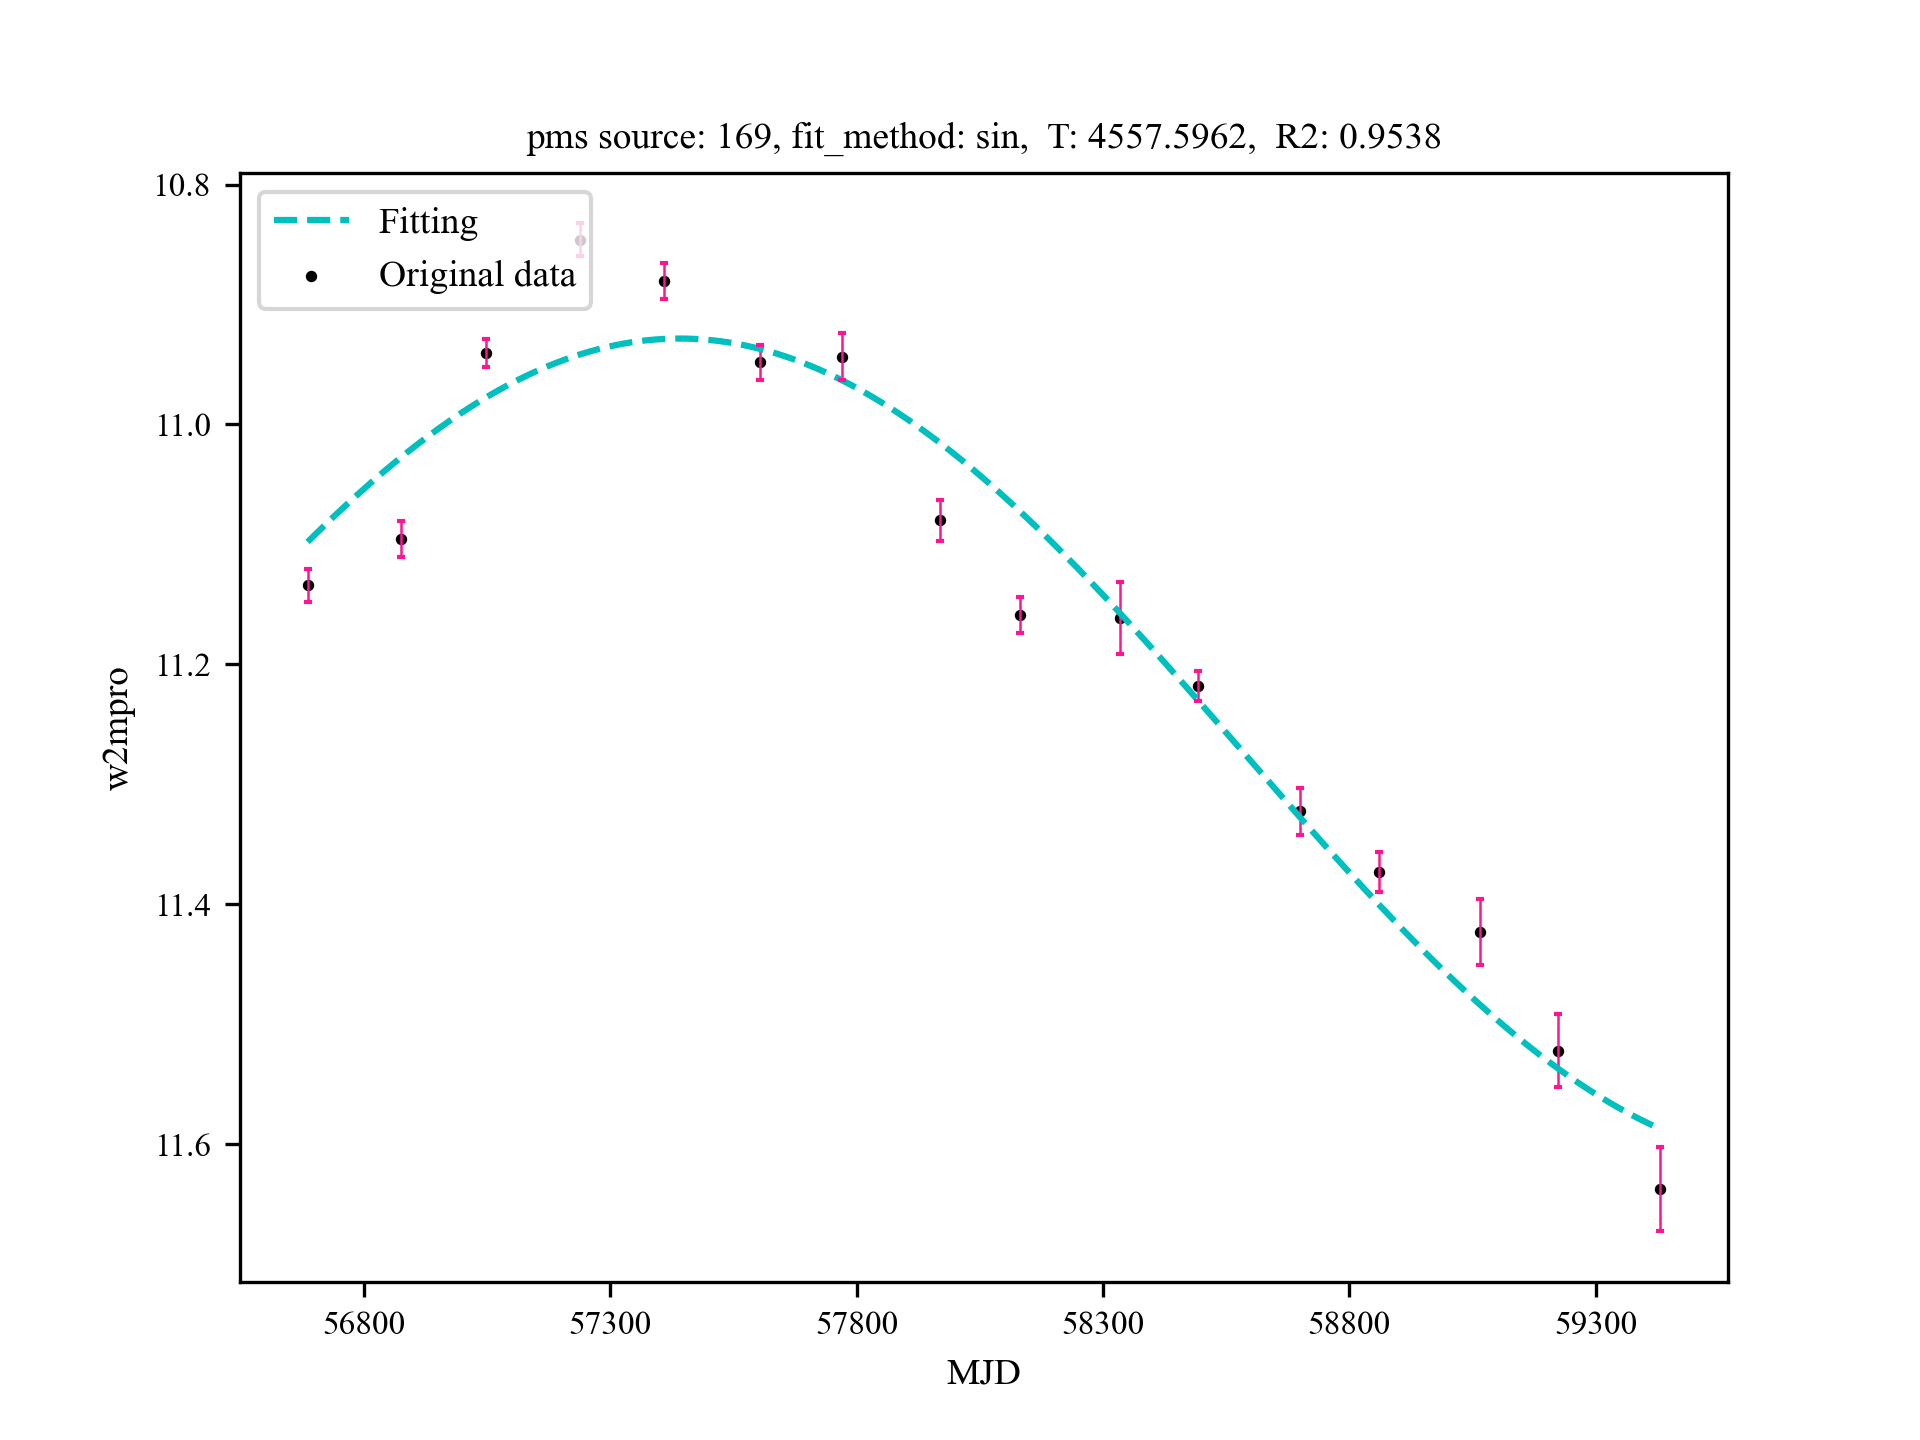 pms source: 169, fit_method: sin,  T: 4557.5962,  R2: 0.9538
Fitting
Original data
10.8
11.0
11.2
11.4
11.6
w2mpro
56800 57300 57800 58300 58800 59300
MJD